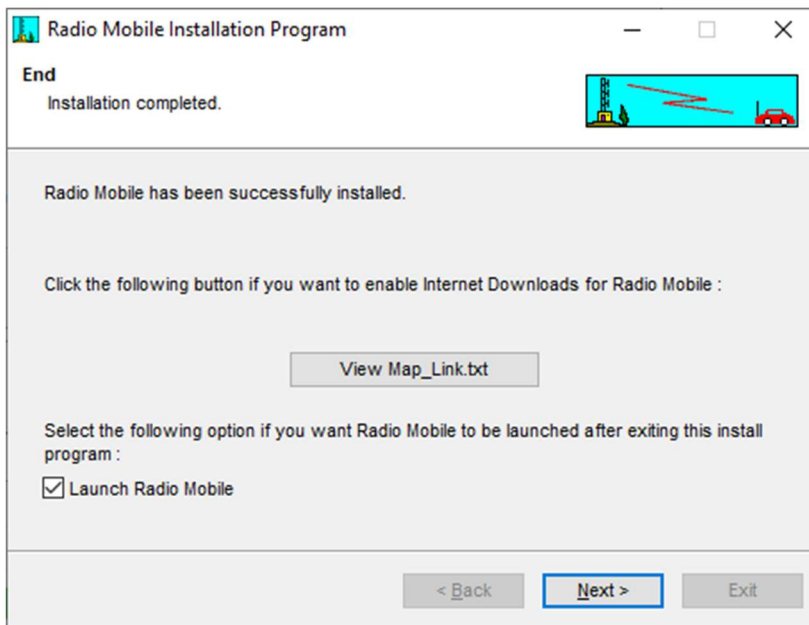 Radio Mobile Installation Program
End
Installation completed.
Radio Mobile has been successfully installed.
Click the following button if you want to enable Internet Downloads for Radio Mobile :
View Map_Link.txt
Select the following option if you want Radio Mobile to be launched after exiting this install
program :
Launch Radio Mobile
< Back
Next >
Exit